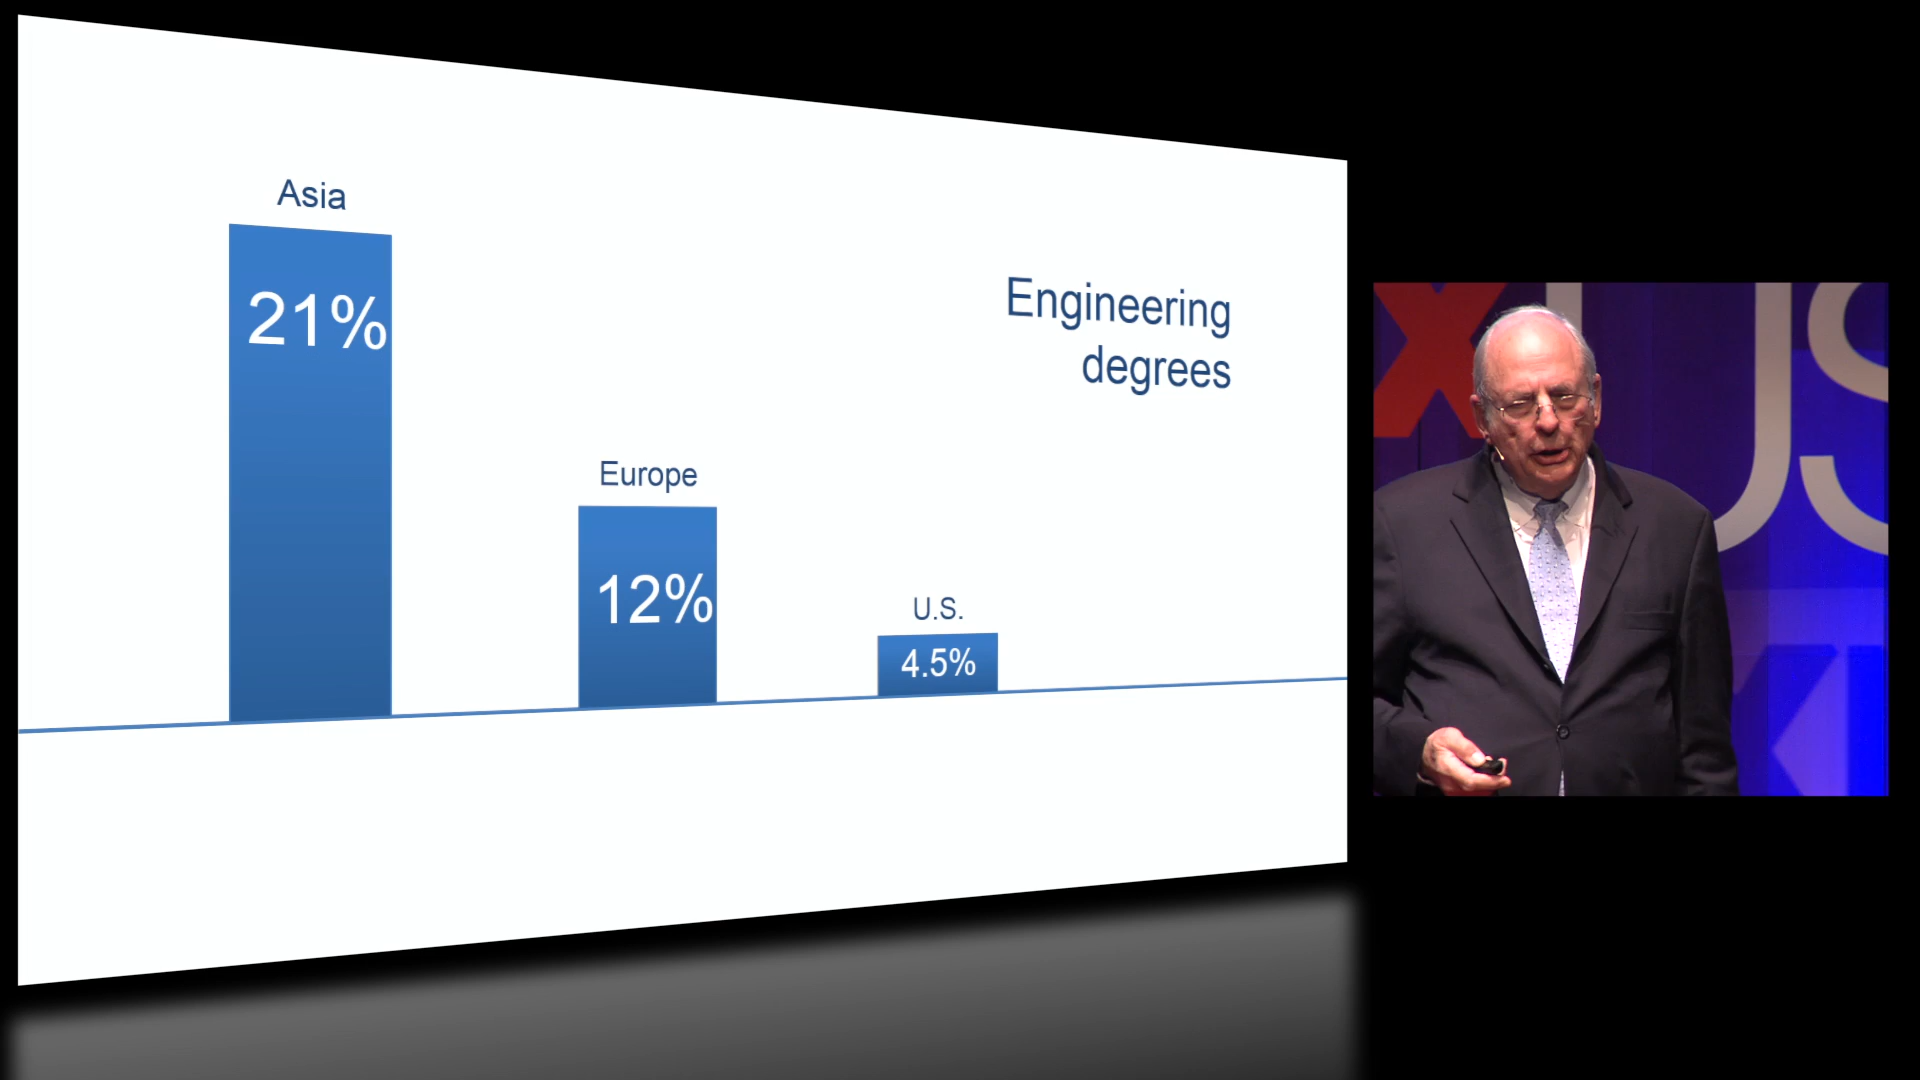 Asia
21%
Engineering
degrees
Europe
12%
U.S.
4.5%